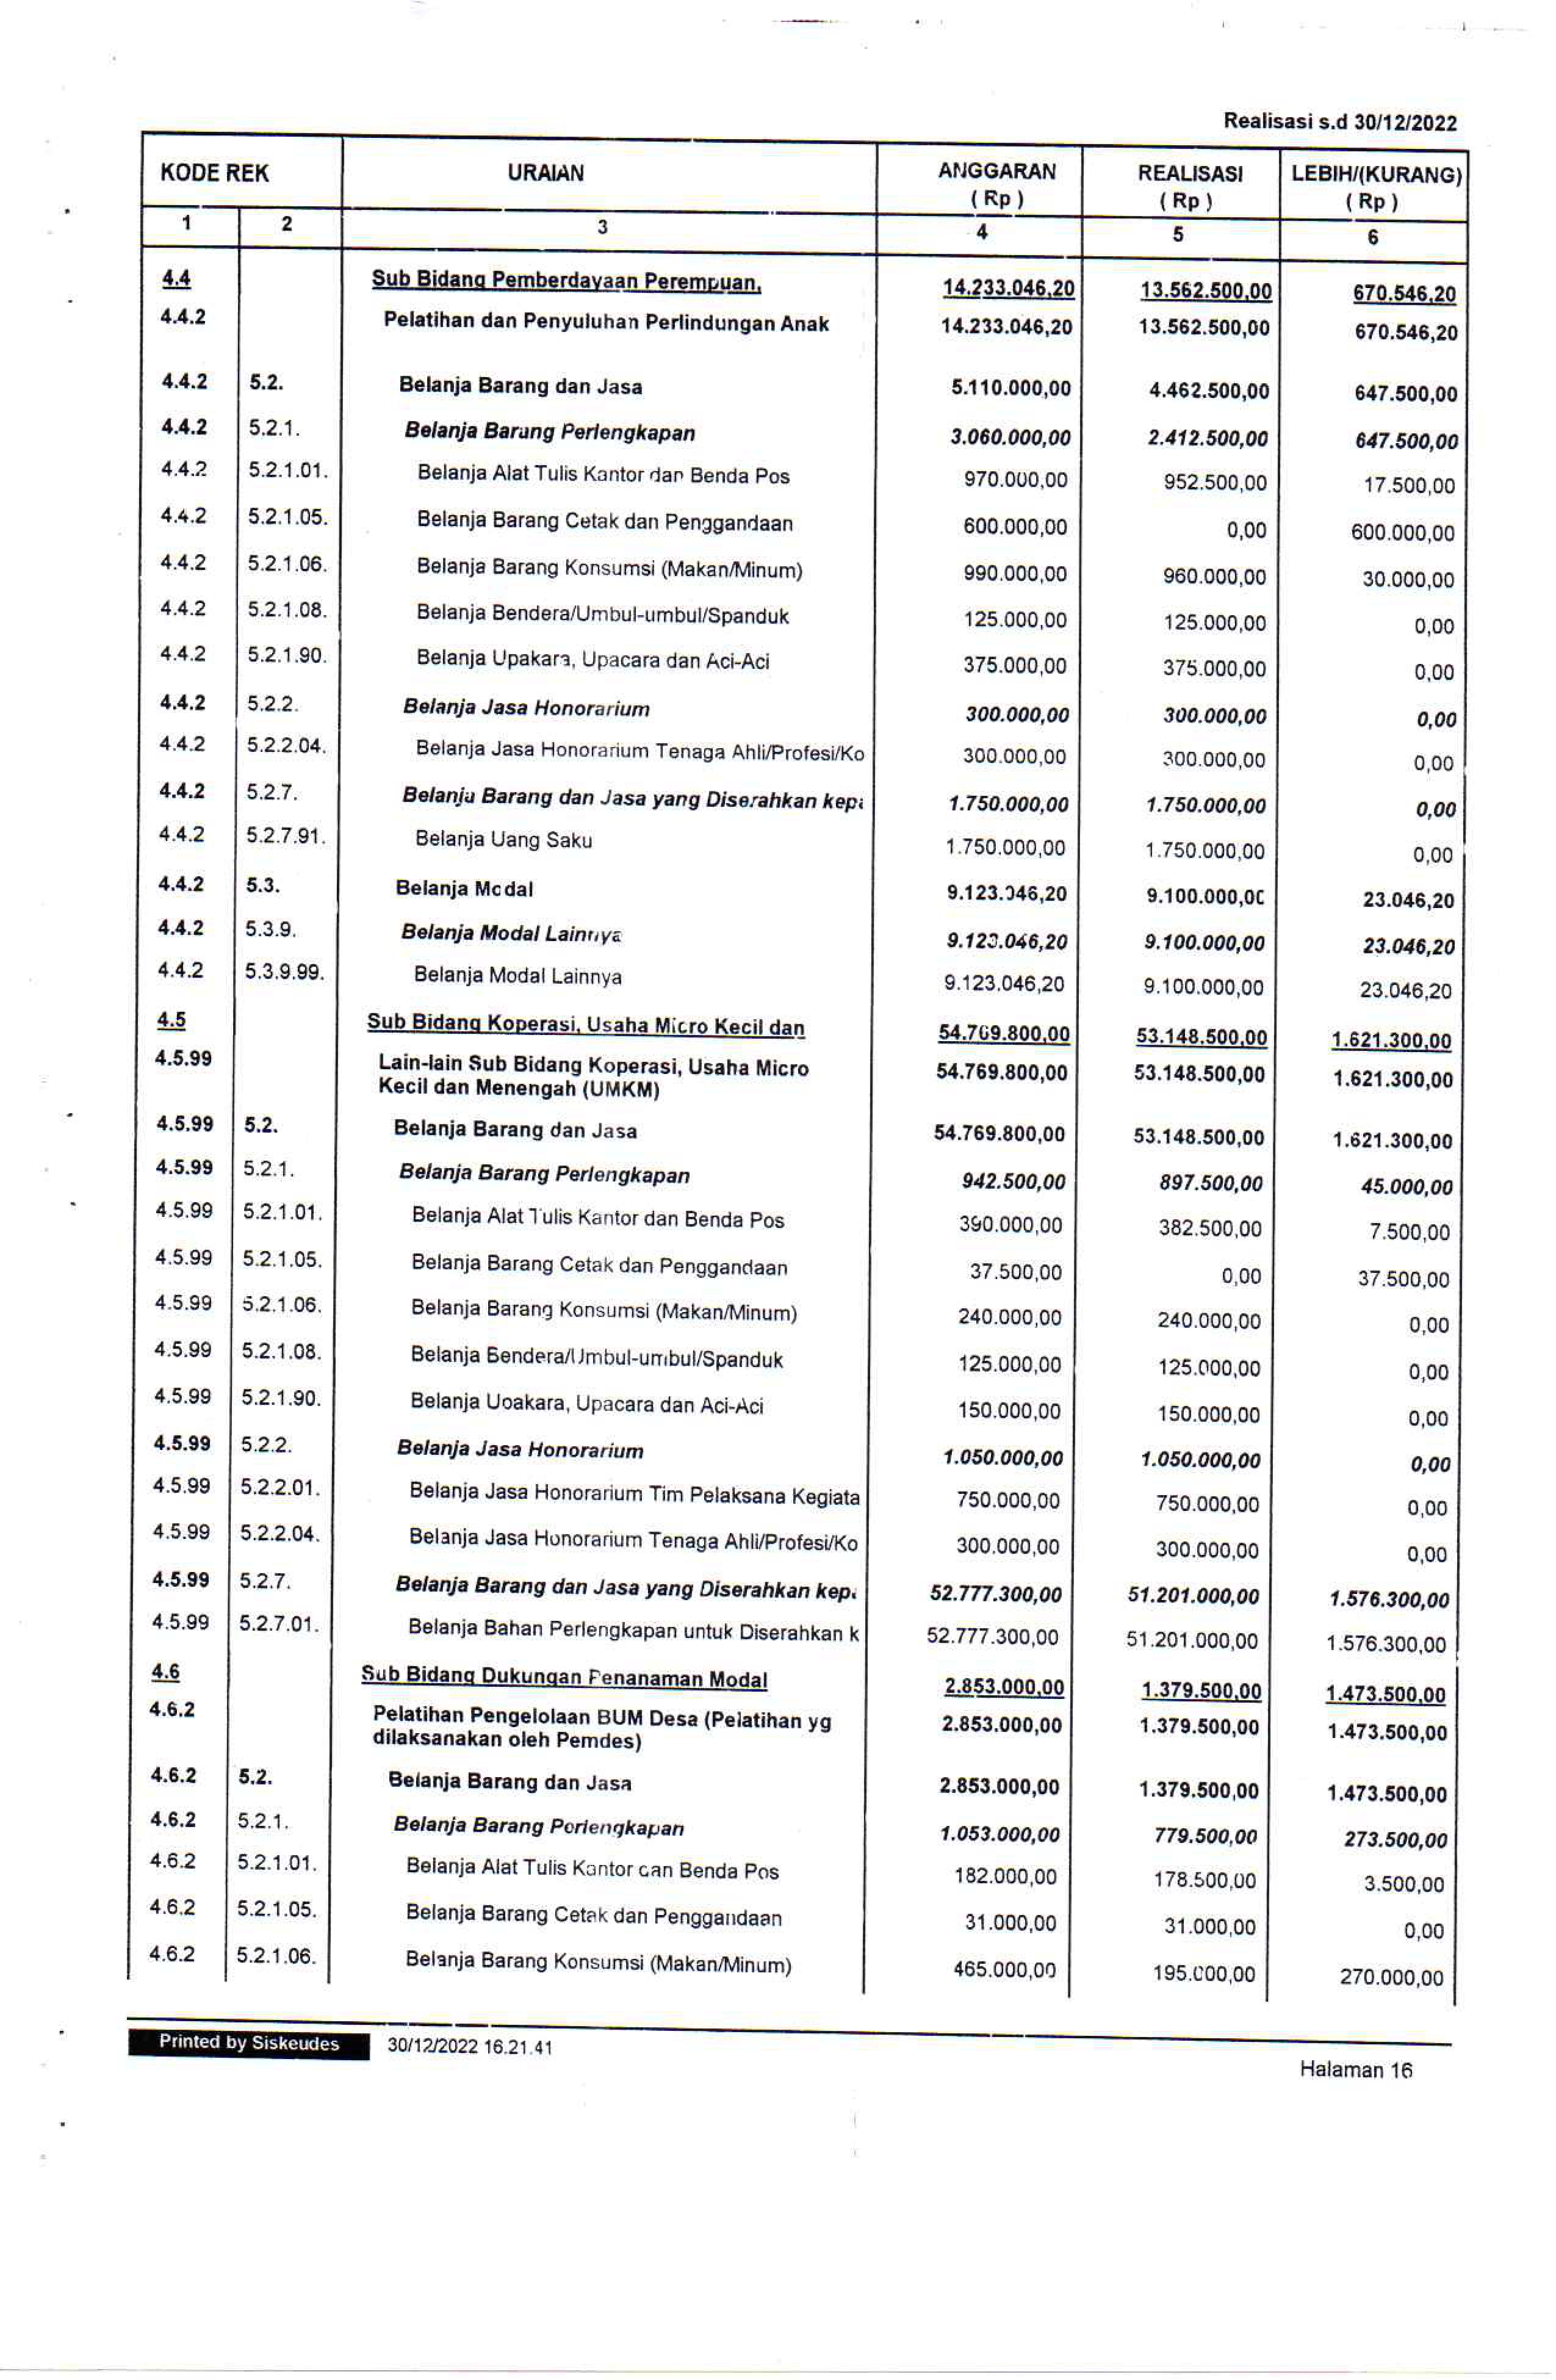 Realisasi s.d 30/12/2022
KODE REK URAIAN ANGGARAN REALISASI LEBIH/(KURANG)
( Rp ) ( Rp ) ( Rp )
1 2 3 4 5 6
4.4 Sub Bidang Pemberdayaan Perempuan, 14.233.046,20 13.562.500,00 670.546,20
4.4.2 Pelatihan dan Penyuluhan Perlindungan Anak 14.233.046,20 13.562.500,00 670.546,20
4.4.2 5.2. Belanja Barang dan Jasa 5.110.000,00 4.462.500,00 647.500,00
4.4.2 5.2.1. Belanja Barang Perlengkapan 3.060.000,00 2.412.500,00 647.500,00
4.4.2 5.2.1.01. Belanja Alat Tulis Kantor dan Benda Pos 970.000,00 952.500,00 17.500,00
4.4.2 5.2.1.05. Belanja Barang Cetak dan Penggandaan 600.000,00 0,00 600.000,00
4.4.2 5.2.1.06. Belanja Barang Konsumsi (Makan/Minum) 990.000,00 960.000,00 30.000,00
4.4.2 5.2.1.08. Belanja Bendera/Umbul-umbul/Spanduk 125.000,00 125.000,00 0,00
4.4.2 5.2.1.90. Belanja Upakara, Upacara dan Aci-Aci 375.000,00 375.000,00 0,00
4.4.2 5.2.2. Belanja Jasa Honorarium 300.000,00 300.000,00 0,00
4.4.2 5.2.2.04. Belanja Jasa Honorarium Tenaga Ahli/Profesi/Ko 300.000,00 300.000,00 0,00
4.4.2 5.2.7. Belanja Barang dan Jasa yang Diserahkan kepa 1.750.000,00 1.750.000,00 0,00
4.4.2 5.2.7.91. Belanja Uang Saku 1.750.000,00 1.750.000,00 0,00
4.4.2 5.3. Belanja Modal 9.123.046,20 9.100.000,00 23.046,20
4.4.2 5.3.9. Belanja Modal Lainnya 9.123.046,20 9.100.000,00 23.046,20
4.4.2 5.3.9.99. Belanja Modal Lainnya 9.123.046,20 9.100.000,00 23.046,20
4.5 Sub Bidang Koperasi, Usaha Micro Kecil dan 54.769.800,00 53.148.500,00 1.621.300,00
4.5.99 Lain-lain Sub Bidang Koperasi, Usaha Micro 54.769.800,00 53.148.500,00 1.621.300,00
Kecil dan Menengah (UMKM)
4.5.99 5.2. Belanja Barang dan Jasa 54.769.800,00 53.148.500,00 1.621.300,00
4.5.99 5.2.1. Belanja Barang Perlengkapan 942.500,00 897.500,00 45.000,00
4.5.99 5.2.1.01. Belanja Alat Tulis Kantor dan Benda Pos 390.000,00 382.500,00 7.500,00
4.5.99 5.2.1.05. Belanja Barang Cetak dan Penggandaan 37.500,00 0,00 37.500,00
4.5.99 5.2.1.06. Belanja Barang Konsumsi (Makan/Minum) 240.000,00 240.000,00 0,00
4.5.99 5.2.1.08. Belanja Bendera/Umbul-umbul/Spanduk 125.000,00 125.000,00 0,00
4.5.99 5.2.1.90. Belanja Upakara, Upacara dan Aci-Aci 150.000,00 150.000,00 0,00
4.5.99 5.2.2. Belanja Jasa Honorarium 1.050.000,00 1.050.000,00 0,00
4.5.99 5.2.2.01. Belanja Jasa Honorarium Tim Pelaksana Kegiata 750.000,00 750.000,00 0,00
4.5.99 5.2.2.04. Belanja Jasa Honorarium Tenaga Ahli/Profesi/Ko 300.000,00 300.000,00 0,00
4.5.99 5.2.7. Belanja Barang dan Jasa yang Diserahkan kepa 52.777.300,00 51.201.000,00 1.576.300,00
4.5.99 5.2.7.01. Belanja Bahan Perlengkapan untuk Diserahkan k 52.777.300,00 51.201.000,00 1.576.300,00
4.6 Sub Bidang Dukungan Penanaman Modal 2.853.000,00 1.379.500,00 1.473.500,00
4.6.2 Pelatihan Pengelolaan BUM Desa (Pelatihan yg 2.853.000,00 1.379.500,00 1.473.500,00
dilaksanakan oleh Pemdes)
4.6.2 5.2. Belanja Barang dan Jasa 2.853.000,00 1.379.500,00 1.473.500,00
4.6.2 5.2.1. Belanja Barang Perlengkapan 1.053.000,00 779.500,00 273.500,00
4.6.2 5.2.1.01. Belanja Alat Tulis Kantor dan Benda Pos 182.000,00 178.500,00 3.500,00
4.6.2 5.2.1.05. Belanja Barang Cetak dan Penggandaan 31.000,00 31.000,00 0,00
4.6.2 5.2.1.06. Belanja Barang Konsumsi (Makan/Minum) 465.000,00 195.000,00 270.000,00
Printed by Siskeudes 30/12/2022 16.21.41
Halaman 16